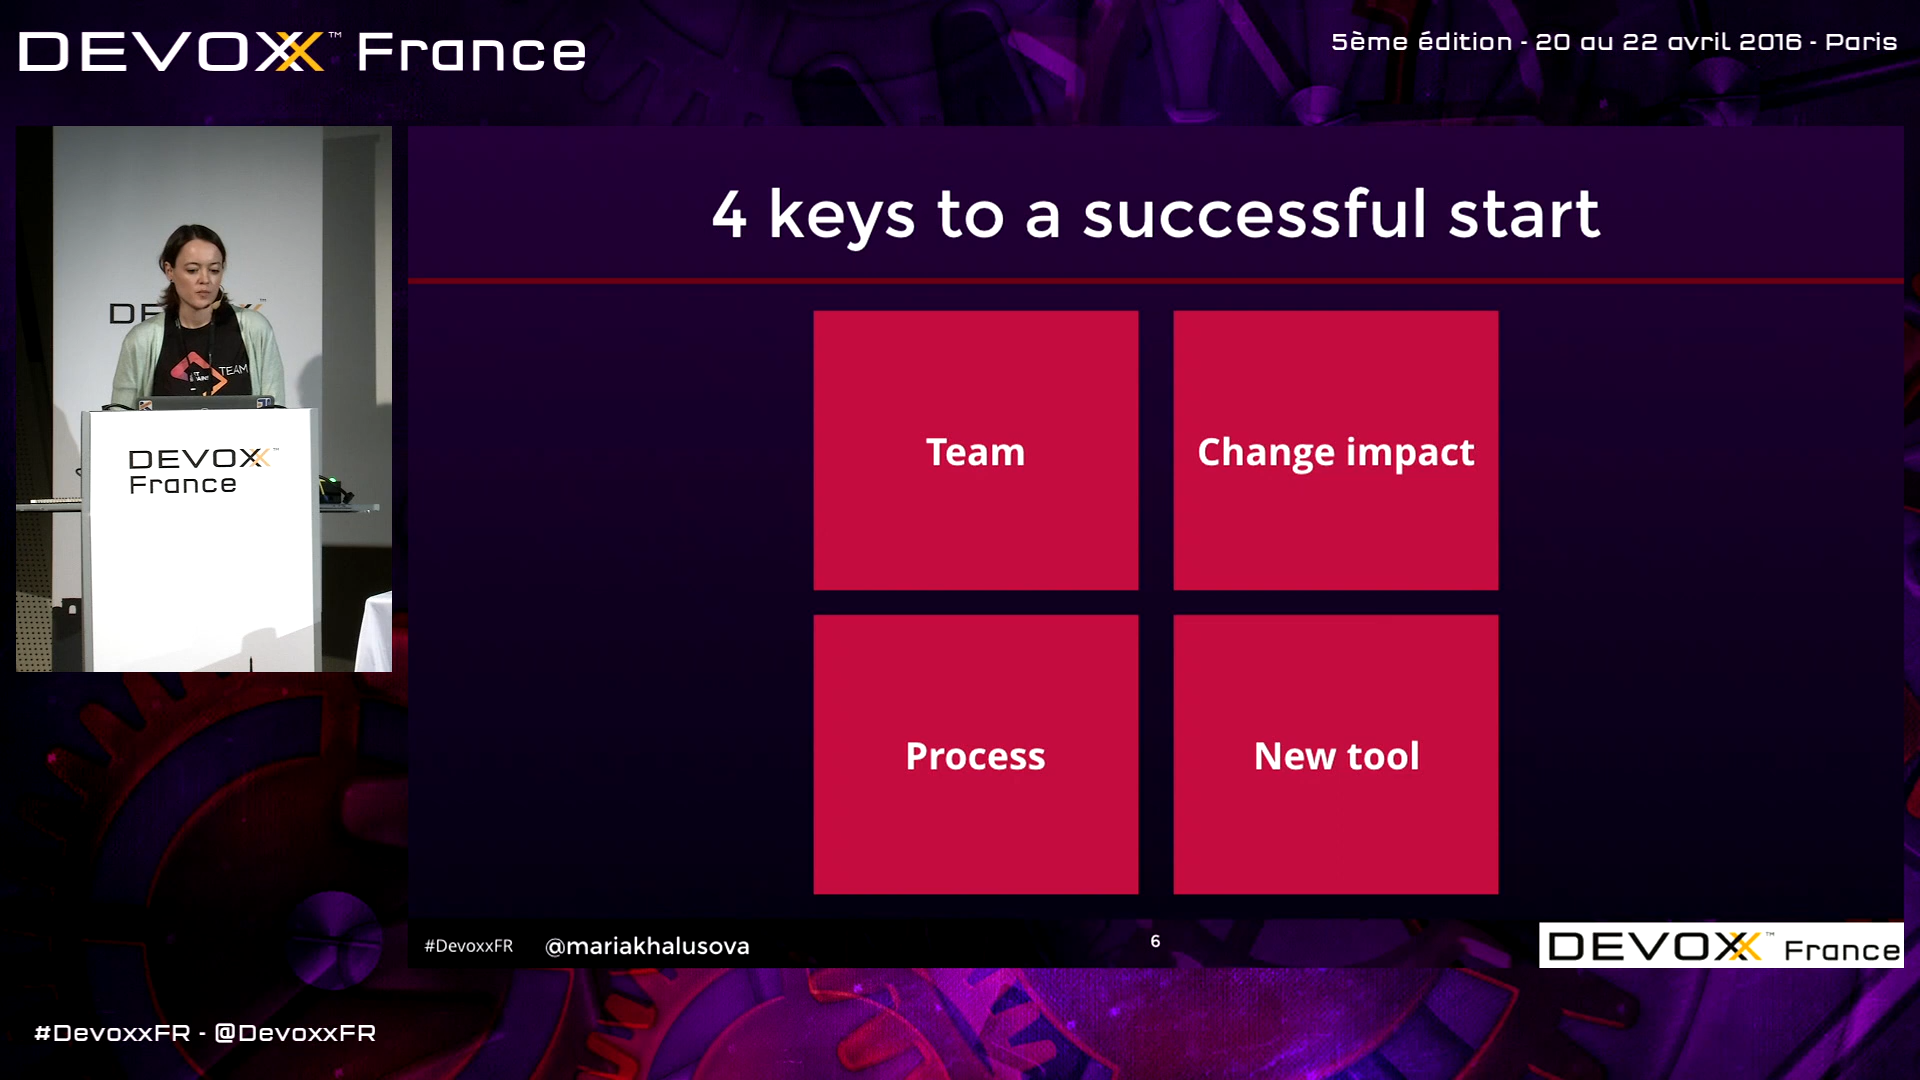 DEVOXX™ France
5ème édition - 20 au 22 avril 2016 - Paris
TEAM
DEVOXX™
France
4 keys to a successful start
Team
Change impact
Process
New tool
#DevoxxFR
@mariakhalusova
6
DEVOXX™ France
#DevoxxFR - @DevoxxFR